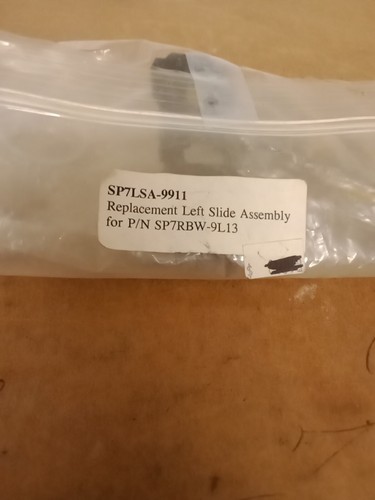 SP7LSA-9911
Replacement Left Slide Assembly
for P/N SP7RBW-9L13